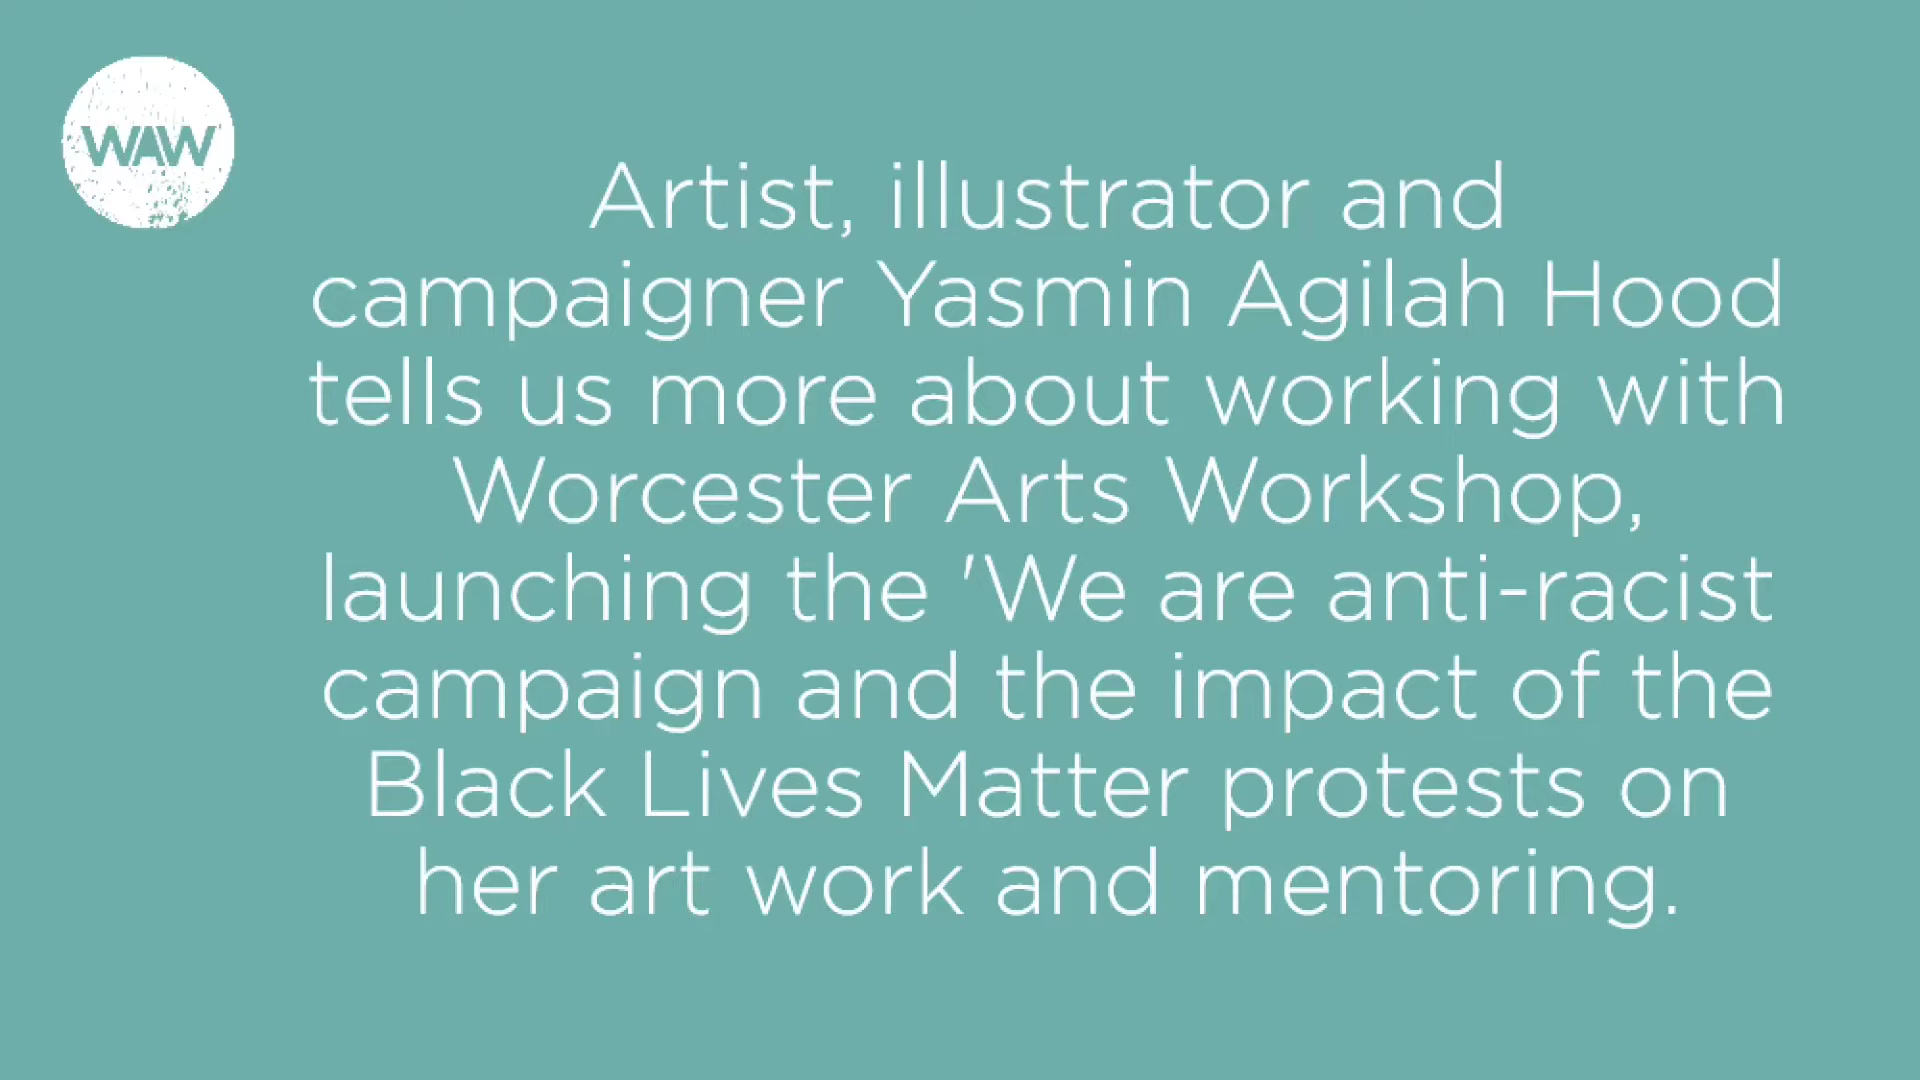 WAW
Artist, illustrator and
campaigner Yasmin Agilah Hood
tells us more about working with
Worcester Arts Workshop,
launching the 'We are anti-racist
campaign and the impact of the
Black Lives Matter protests on
her art work and mentoring.